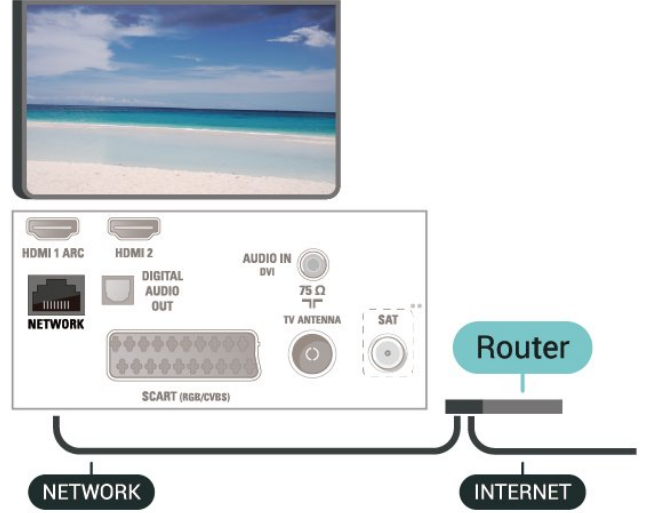 HDMI 1 ARC
HDMI 2
AUDIO IN
DVI
DIGITAL
AUDIO
OUT
75 Ω
NETWORK
TV ANTENNA
SAT
**
SCART (RGB/CVBS)
Router
NETWORK
INTERNET